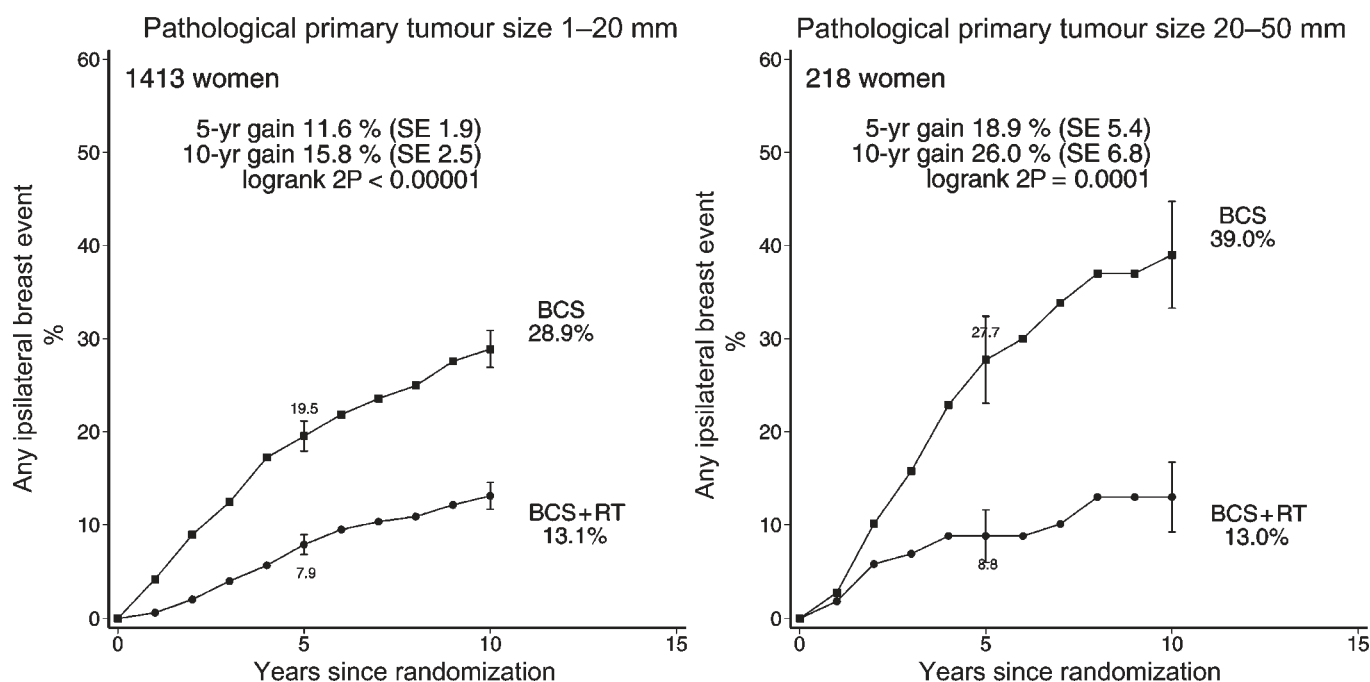 Pathological primary tumour size 1–20 mm
1413 women
5-yr gain 11.6 % (SE 1.9)
10-yr gain 15.8 % (SE 2.5)
logrank 2P < 0.00001
Any ipsilateral breast event
%
60
50
40
30
20
10
0
BCS
28.9%
19.5
BCS+RT
13.1%
7.9
0 5 10 15
Years since randomization
Pathological primary tumour size 20–50 mm
218 women
5-yr gain 18.9 % (SE 5.4)
10-yr gain 26.0 % (SE 6.8)
logrank 2P = 0.0001
Any ipsilateral breast event
%
60
50
40
30
20
10
0
BCS
39.0%
27.7
BCS+RT
13.0%
8.8
0 5 10 15
Years since randomization